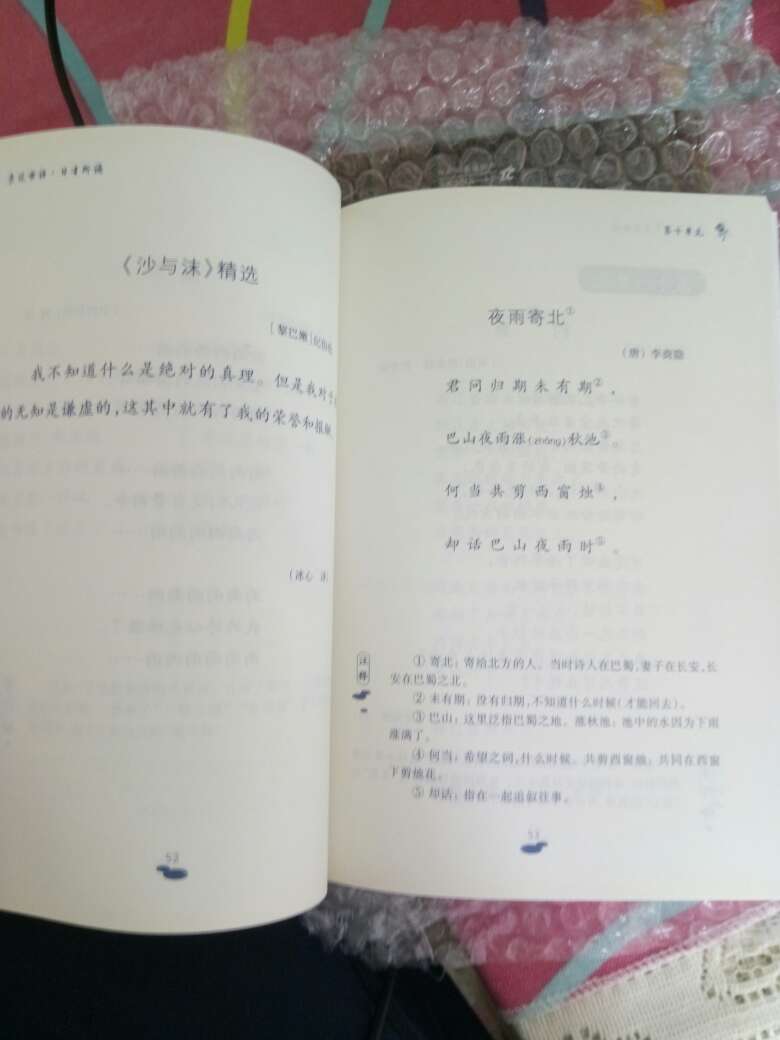 日有所诵
《沙与沫》精选
[黎巴嫩]纪伯伦
我不知道什么是绝对的真理。但是我对于
的无知是谦虚的,这其中就有了我的荣誉和报酬
(冰心 译
52
第十单元
夜雨寄北①
(唐)李商隐
君问归期未有期②,
巴山夜雨涨(zhǎng)秋池③。
何当共剪西窗烛④,
却话巴山夜雨时⑤。
注释
① 寄北:寄给北方的人。当时诗人在巴蜀,妻子在长安,长
安在巴蜀之北。
② 未有期:没有归期,不知道什么时候(才能回去)。
③ 巴山:这里泛指巴蜀之地。涨秋池:池中的水因为下雨
涨满了。
④ 何当:希望之词,什么时候。共剪西窗烛:共同在西窗
下剪烛花。
⑤ 却话:指在一起追叙往事。
53